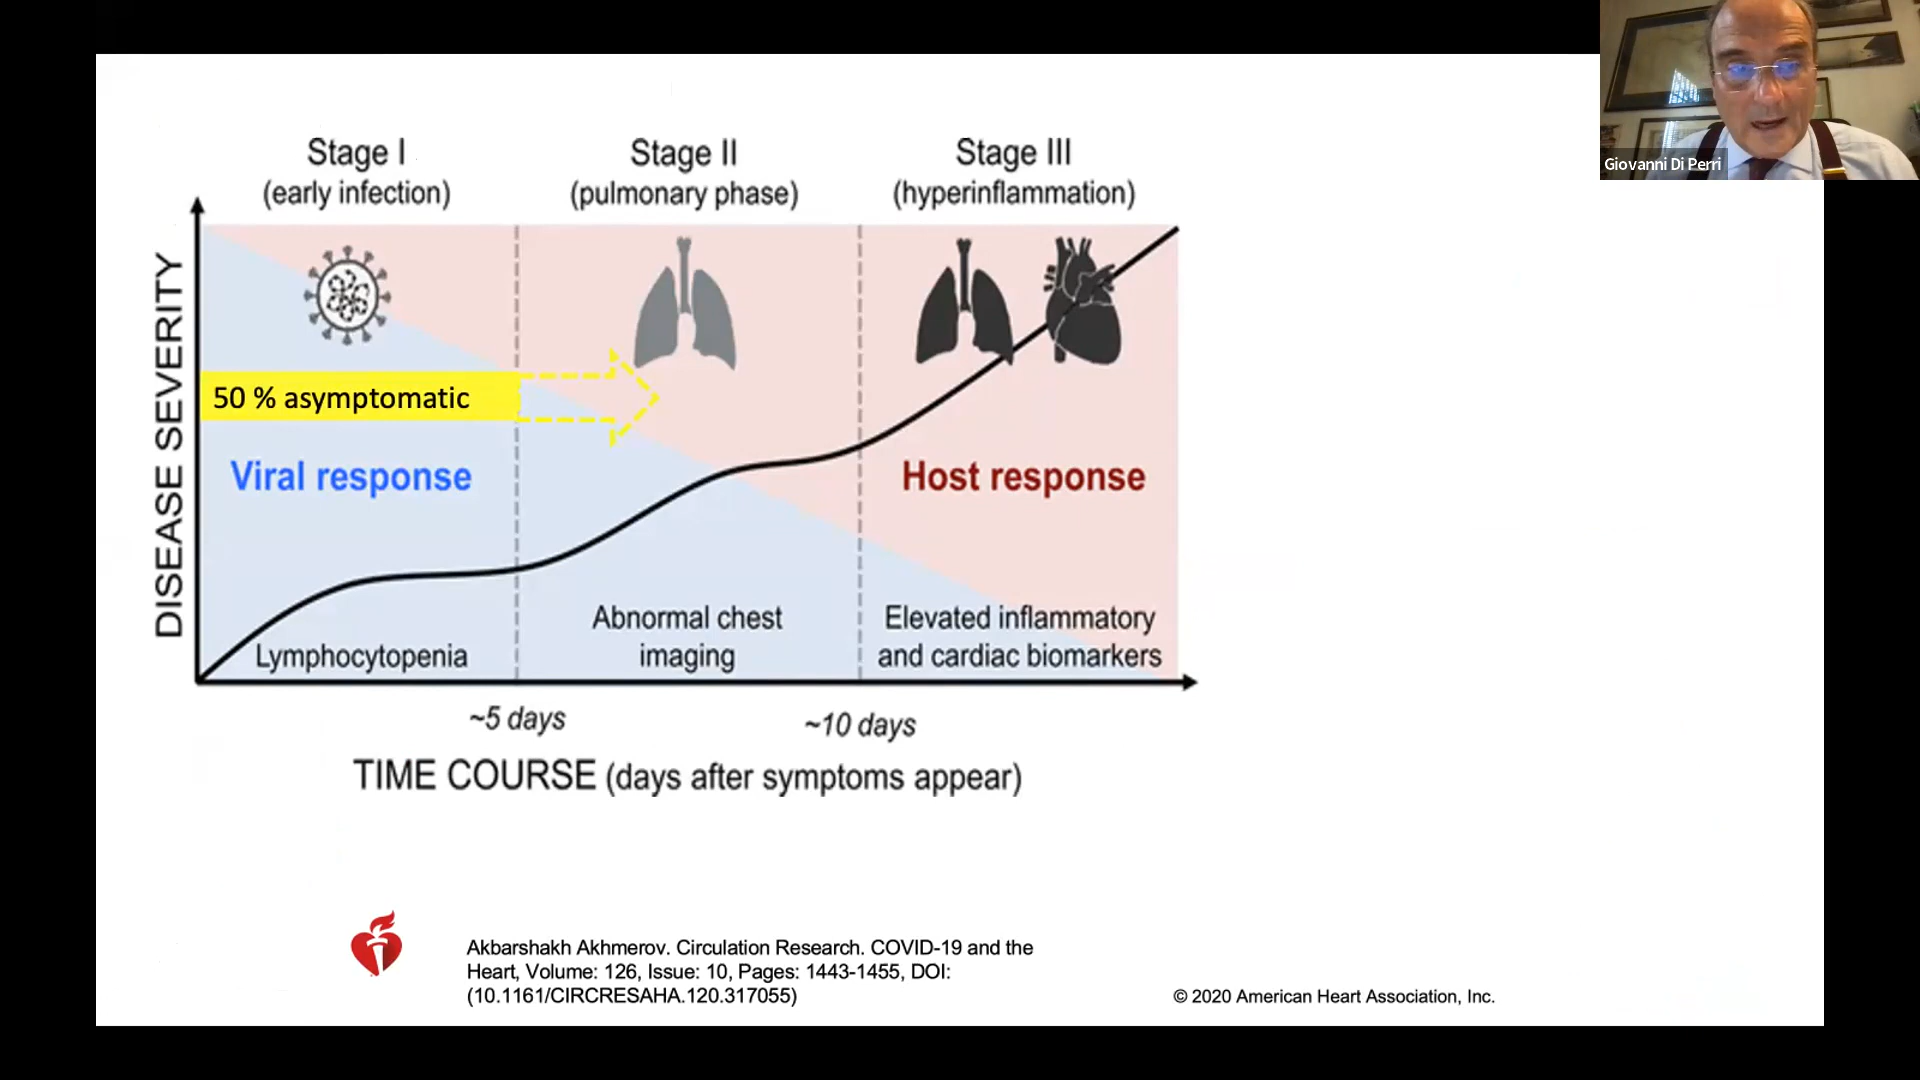 Giovanni Di Perri
Stage I
(early infection)
Stage II
(pulmonary phase)
Stage III
(hyperinflammation)
DISEASE SEVERITY
50 % asymptomatic
Viral response
Host response
Lymphocytopenia
Abnormal chest
imaging
Elevated inflammatory
and cardiac biomarkers
~5 days
~10 days
TIME COURSE (days after symptoms appear)
Akbarshakh Akhmerov. Circulation Research. COVID-19 and the
Heart, Volume: 126, Issue: 10, Pages: 1443-1455, DOI:
(10.1161/CIRCRESAHA.120.317055)
© 2020 American Heart Association, Inc.